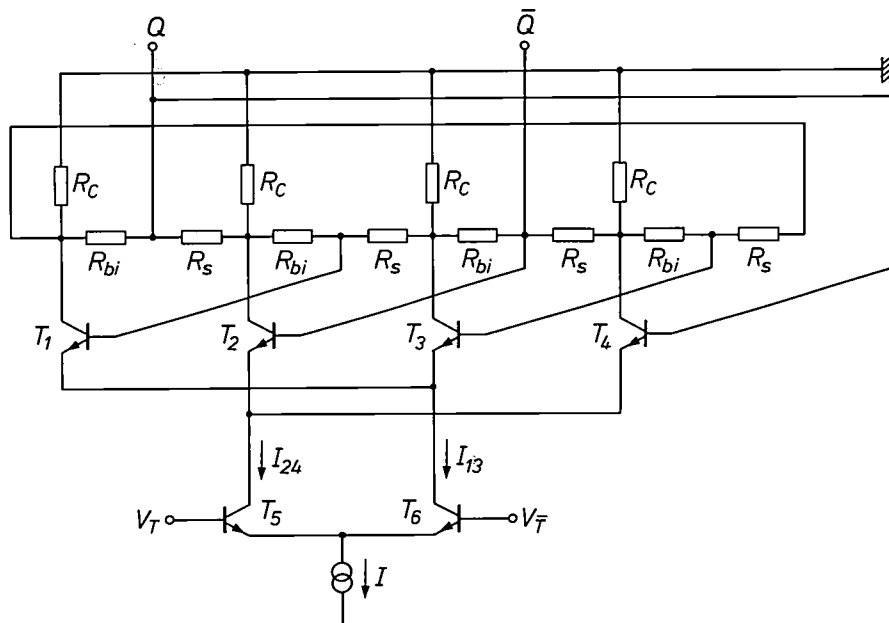 Q Q̄
R_C R_C R_C R_C
R_bi R_s R_bi R_s R_bi R_s R_bi R_s
T_1 T_2 T_3 T_4
I_24 I_13
V_T T_5 T_6 V_T̄
I